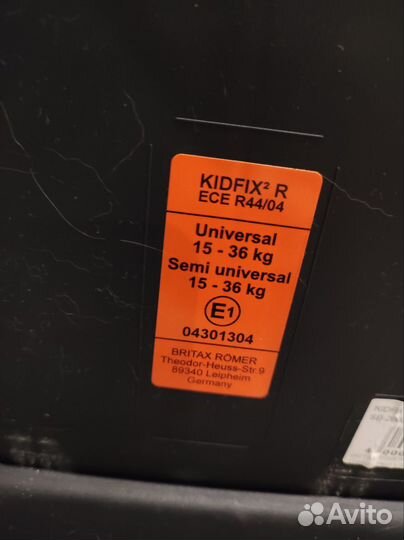 KIDFIX² R
ECE R44/04
Universal
15 - 36 kg
Semi universal
15 - 36 kg
E1
04301304
BRITAX RÖMER
Theodor-Heuss-Str.9
89340 Leipheim
Germany
Avito